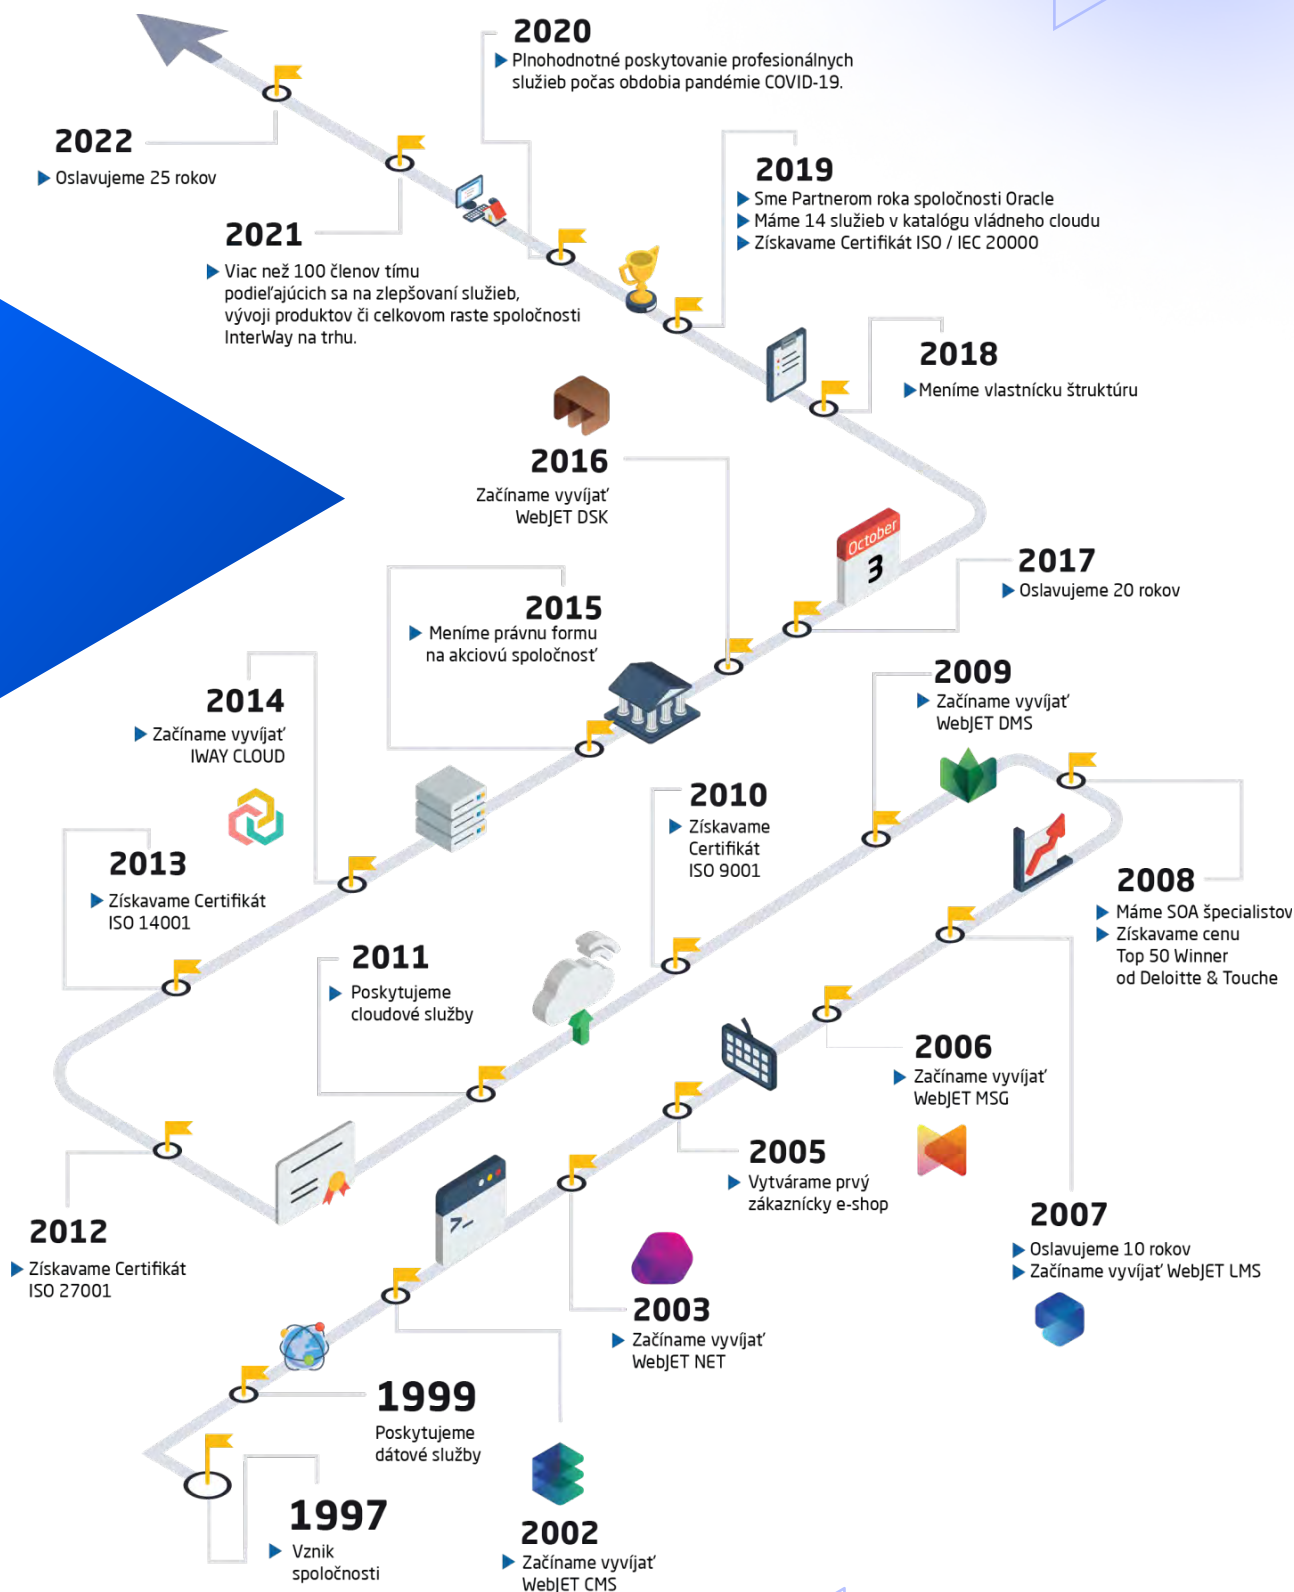 2020
Plnohodnotné poskytovanie profesionálnych
služieb počas obdobia pandémie COVID-19.
2022
Oslavujeme 25 rokov
2019
Sme Partnerom roka spoločnosti Oracle
Máme 14 služieb v katalógu vládneho cloudu
Získavame Certifikát ISO / IEC 20000
2021
Viac než 100 členov tímu
podieľajúcich sa na zlepšovaní služieb,
vývoji produktov či celkovom raste spoločnosti
InterWay na trhu.
2018
Meníme vlastnícku štruktúru
2016
Začíname vyvíjať
WebJET DSK
October
3
2017
Oslavujeme 20 rokov
2015
Meníme právnu formu
na akciovú spoločnosť
2014
Začíname vyvíjať
IWAY CLOUD
2009
Začíname vyvíjať
WebJET DMS
2010
Získavame
Certifikát
ISO 9001
2013
Získavame Certifikát
ISO 14001
2008
Máme SOA špecialistov
Získavame cenu
Top 50 Winner
od Deloitte & Touche
2011
Poskytujeme
cloudové služby
2006
Začíname vyvíjať
WebJET MSG
2005
Vytvárame prvý
zákaznícky e-shop
2012
Získavame Certifikát
ISO 27001
2007
Oslavujeme 10 rokov
Začíname vyvíjať WebJET LMS
2003
Začíname vyvíjať
WebJET NET
1999
Poskytujeme
dátové služby
1997
Vznik
spoločnosti
2002
Začíname vyvíjať
WebJET CMS